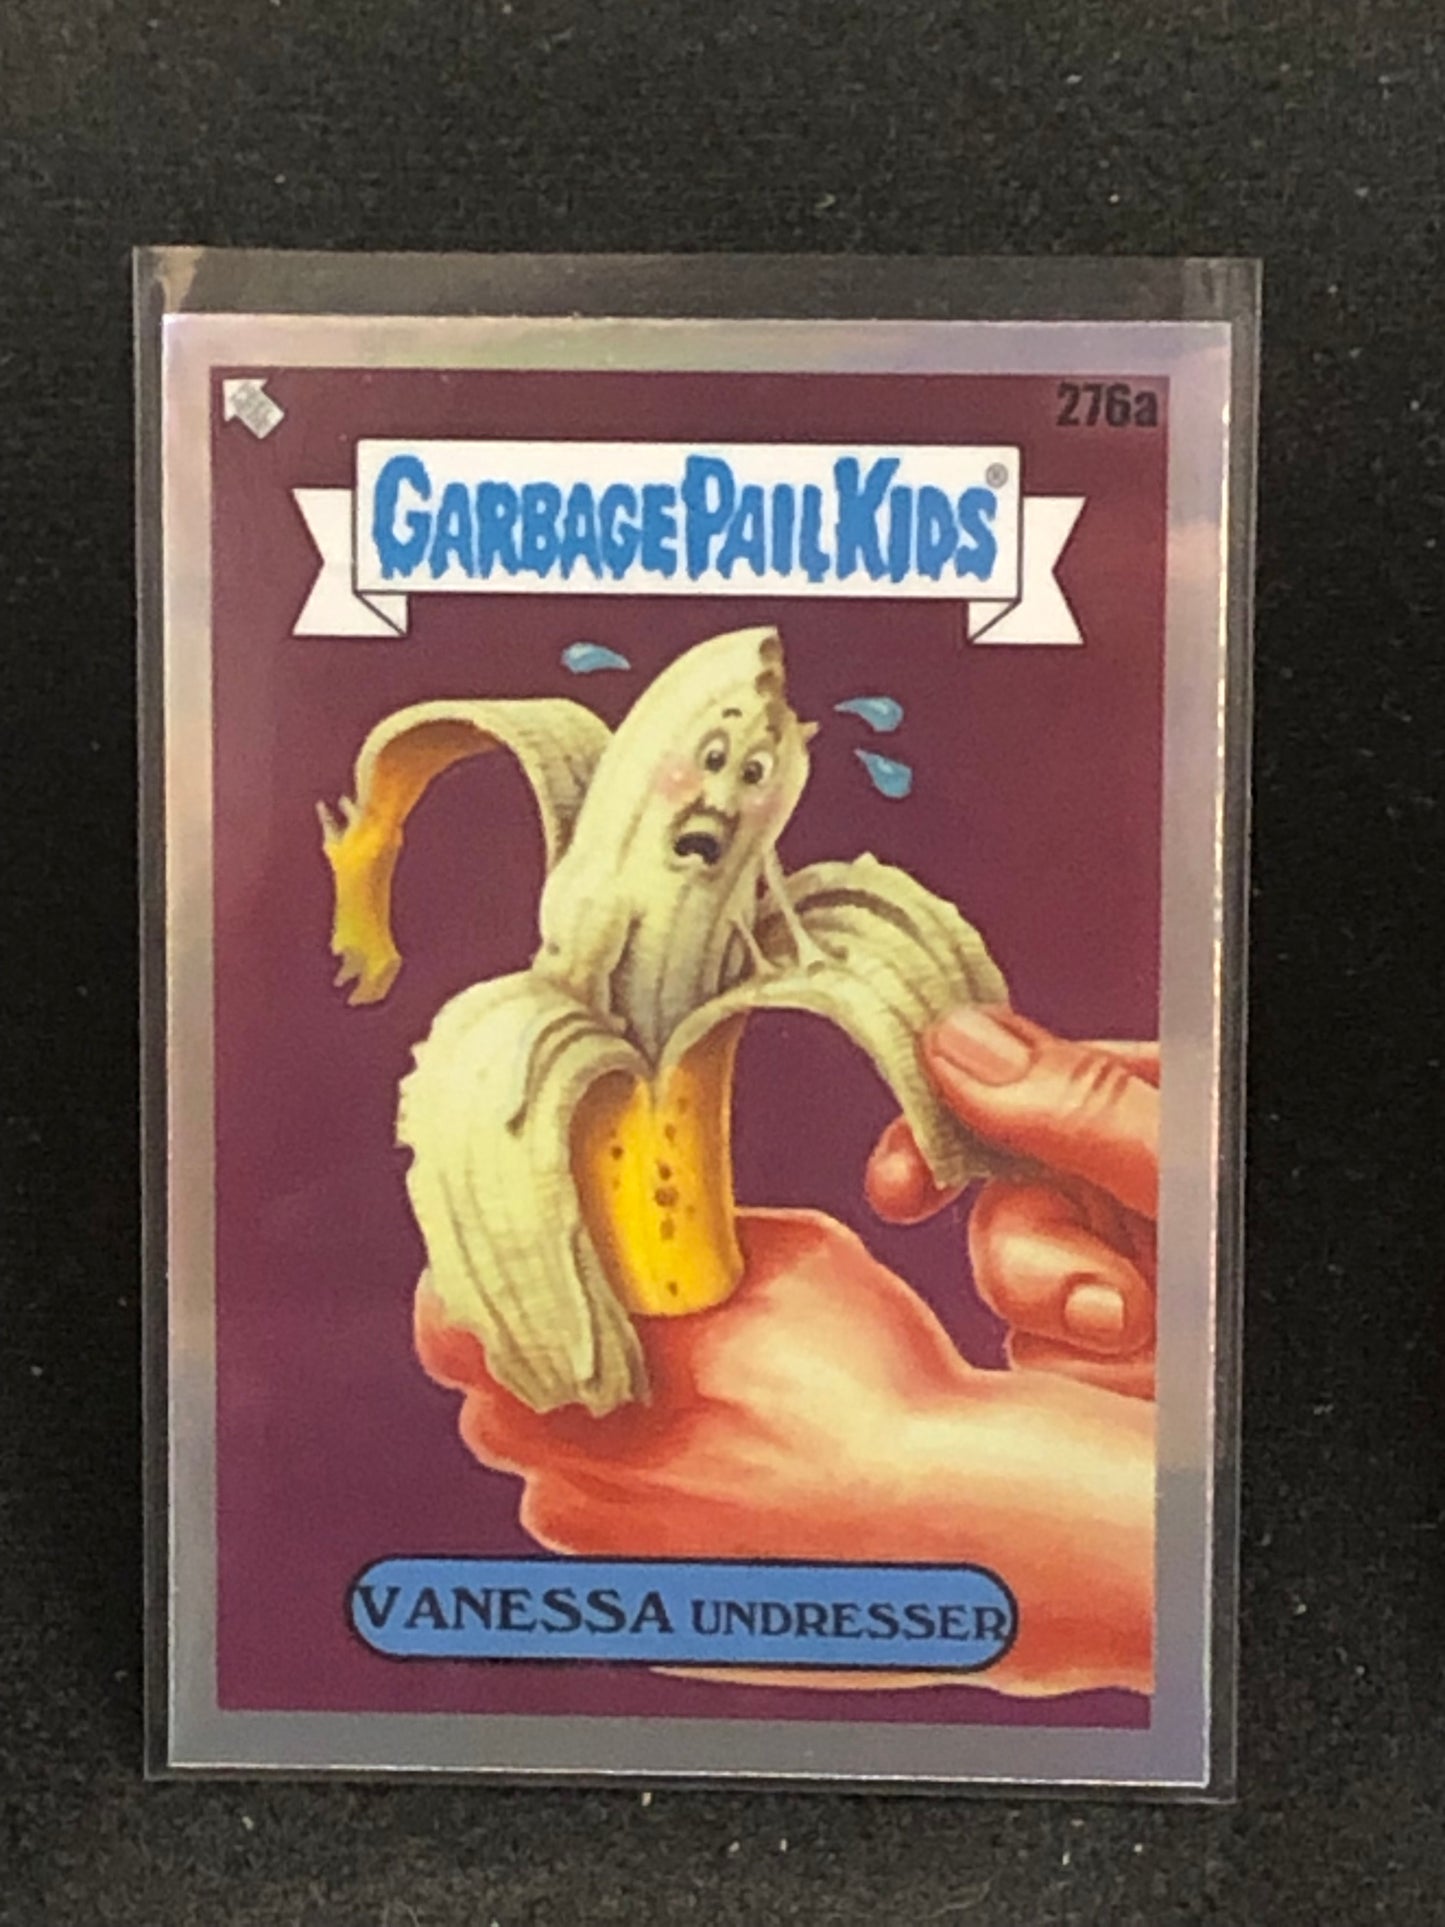 276a
GARBAGE PAIL KIDS®
VANESSA UNDRESSER